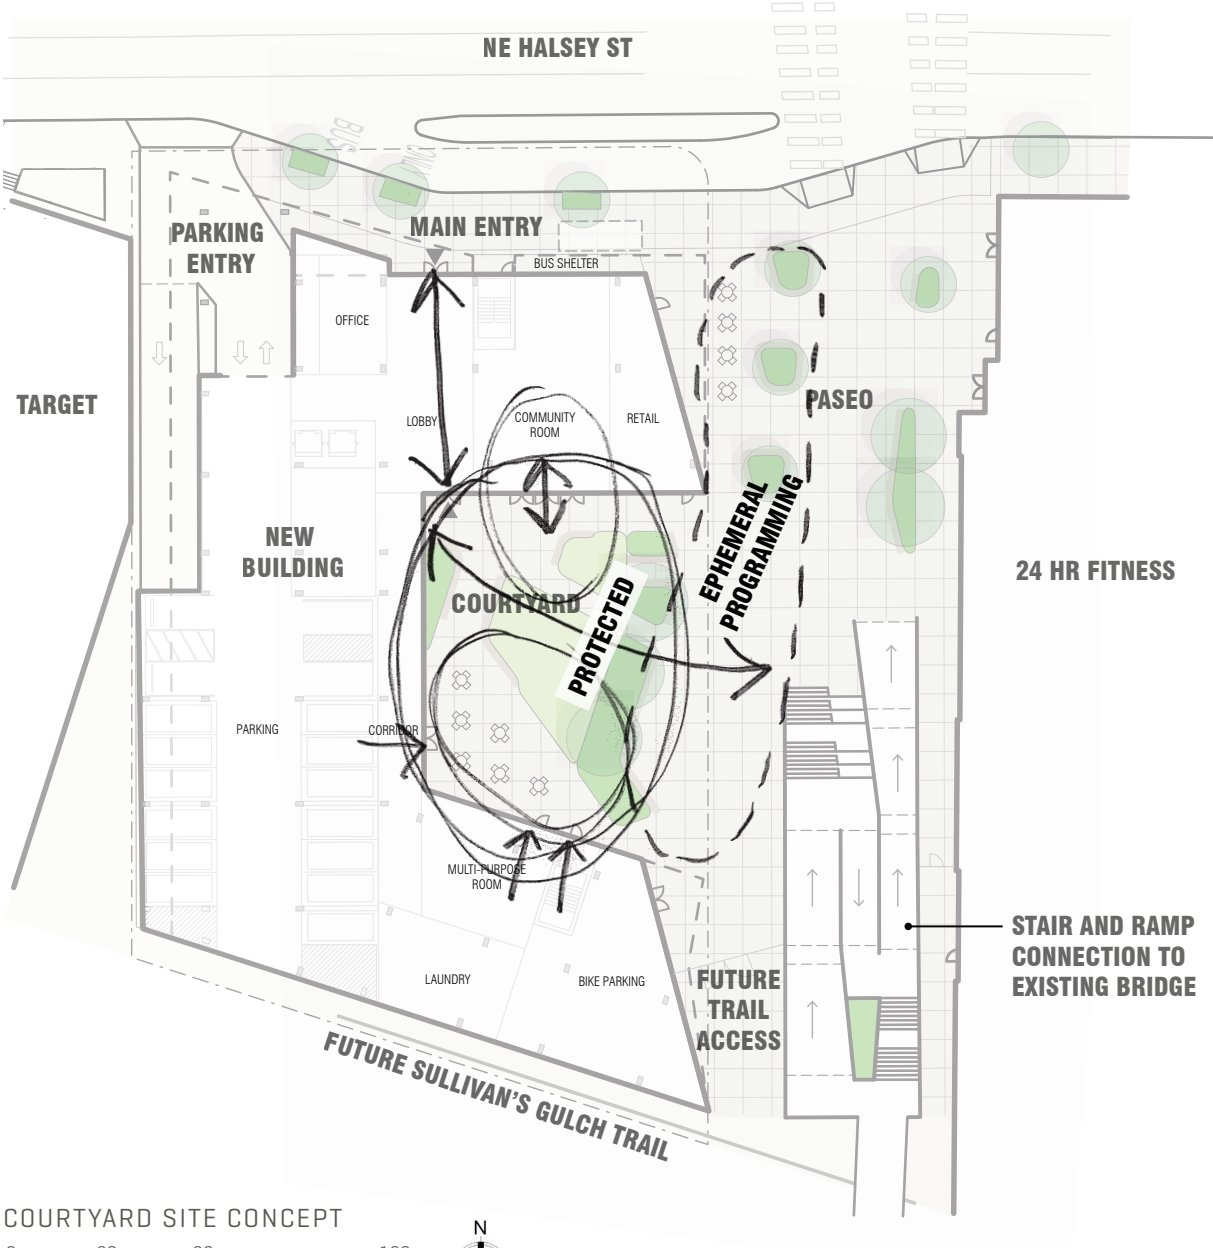 NE HALSEY ST
BUS
ONLY
MAIN ENTRY
PARKING
ENTRY
BUS SHELTER
OFFICE
TARGET
LOBBY
COMMUNITY
ROOM
RETAIL
PASEO
EPHEMERAL
PROGRAMMING
NEW
BUILDING
COURTYARD
PROTECTED
24 HR FITNESS
PARKING
CORRIDOR
MULTI-PURPOSE
ROOM
LAUNDRY
BIKE PARKING
FUTURE
TRAIL
ACCESS
STAIR AND RAMP
CONNECTION TO
EXISTING BRIDGE
FUTURE SULLIVAN'S GULCH TRAIL
COURTYARD SITE CONCEPT
N